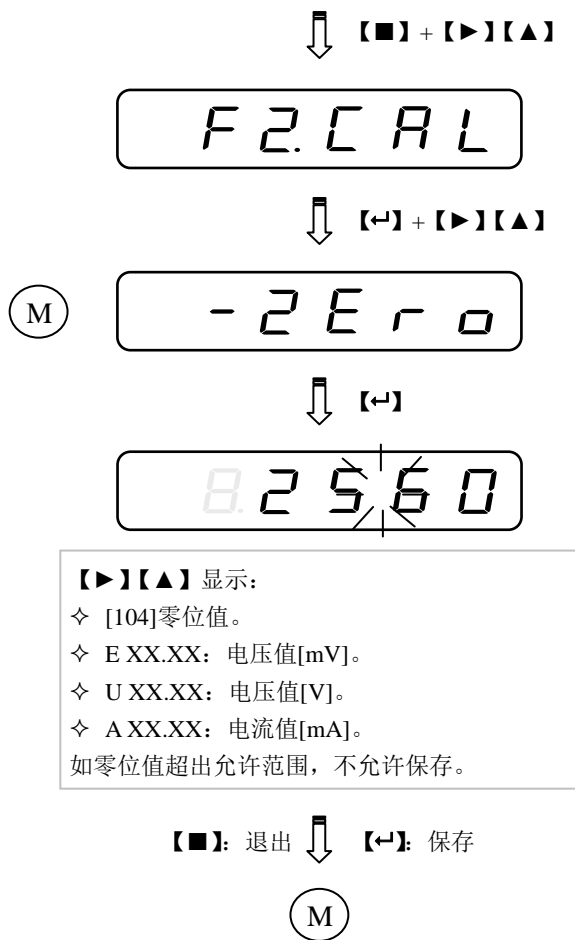 【■】+【►】【▲】
F2.CAL
【↵】+【►】【▲】
M
-2Ero
【↵】
8.2560
【►】【▲】显示：
✧ [104]零位值。
✧ E XX.XX：电压值[mV]。
✧ U XX.XX：电压值[V]。
✧ A XX.XX：电流值[mA]。
如零位值超出允许范围，不允许保存。
【■】：退出 【↵】：保存
M